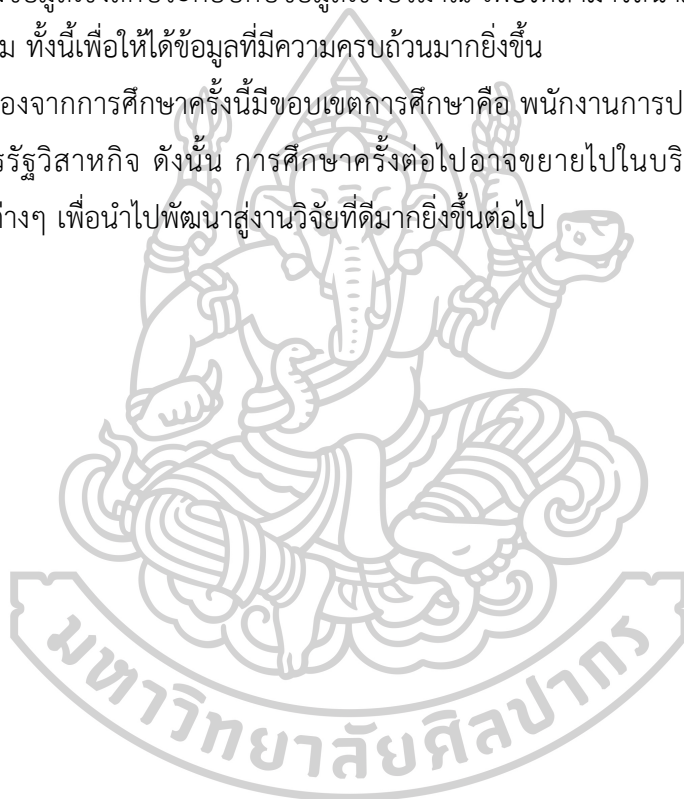 ม ทั้งนี้เพื่อให้ได้ข้อมูลที่มีความครบถ้วนมากยิ่งขึ้น
องจากการศึกษาครั้งนี้มีขอบเขตการศึกษาคือ พนักงานการป
รรัฐวิสาหกิจ ดังนั้น การศึกษาครั้งต่อไปอาจขยายไปในบริ
่างๆ เพื่อนำไปพัฒนาสู่งานวิจัยที่ดีมากยิ่งขึ้นต่อไป
มหาวิทยาลัยศิลปากร